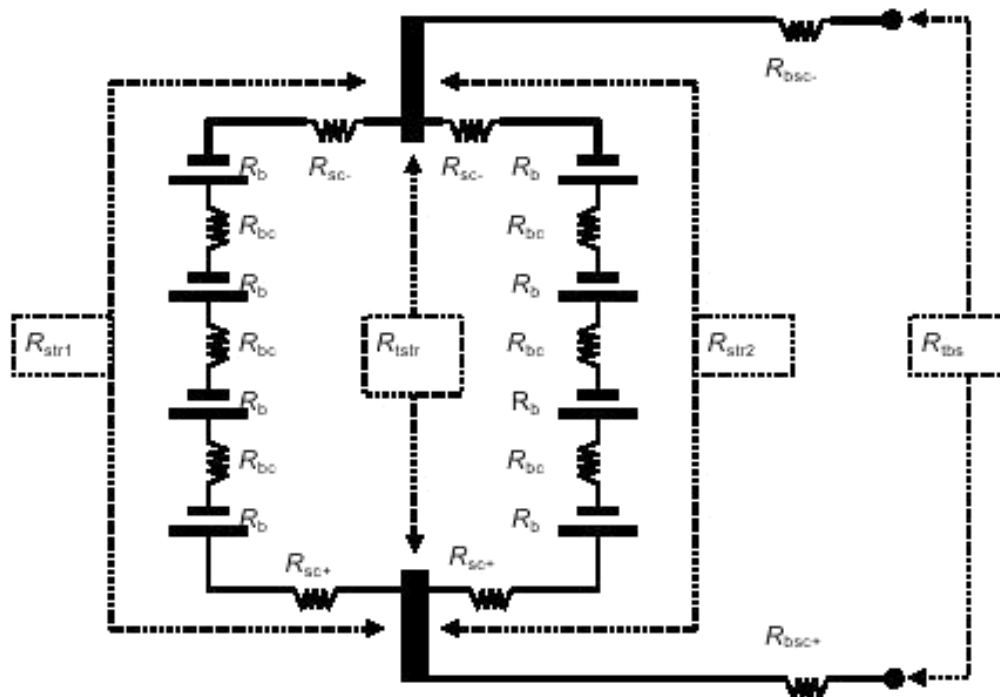 Rbsc-
Rb Rsc- Rsc- Rb
Rbc Rbc
Rb Rb
Rstr1 Rbc Rtstr Rbc Rstr2 Rtbs
Rb Rb
Rbc Rbc
Rb Rb
Rsc+ Rsc+
Rbsc+